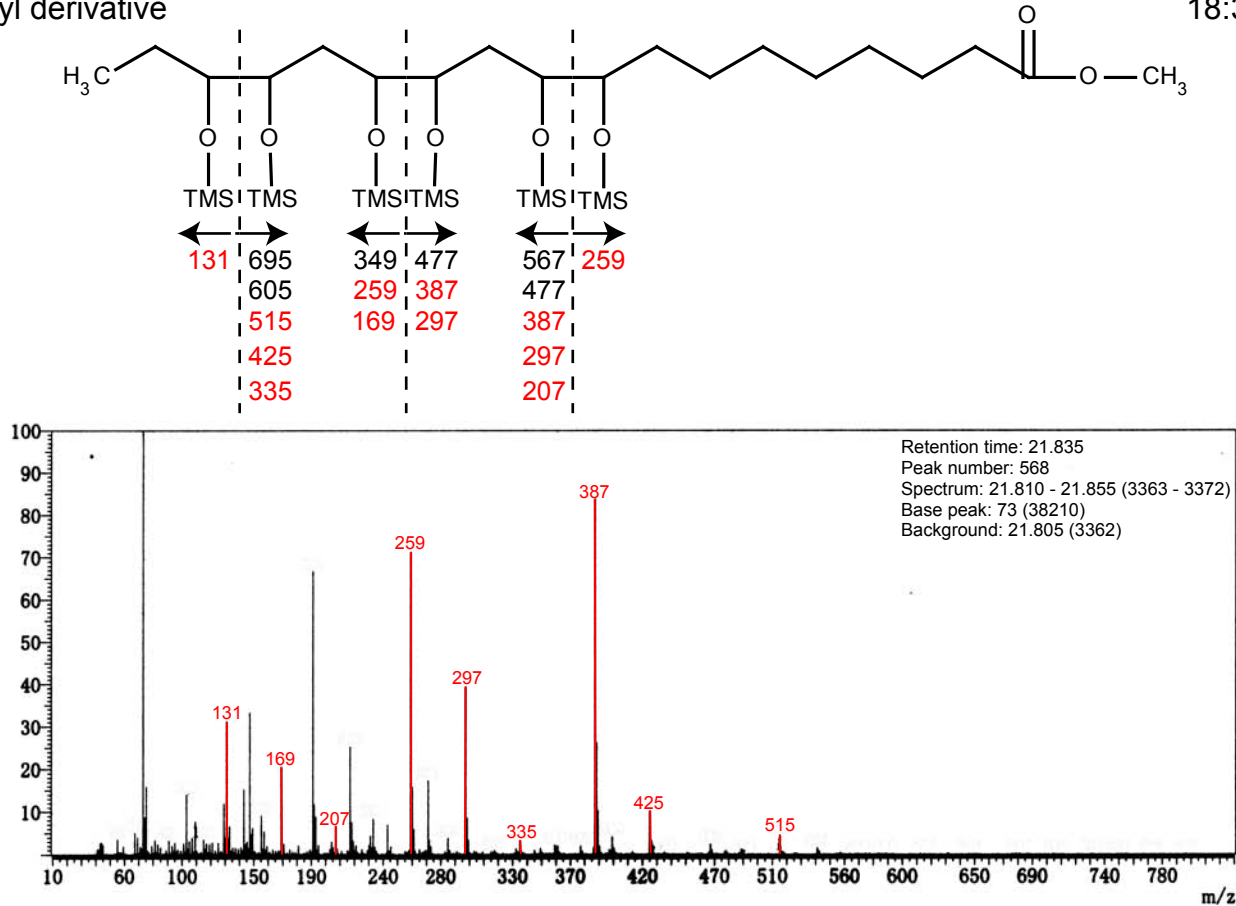 yl derivative
18:3
O
H3C
O
CH3
O O O O O O
TMS TMS TMS TMS TMS TMS
131 695 349 477 567 259
605 259 387 477
515 169 297 387
425 297
335 207
100
90
80
70
60
50
40
30
20
10
Retention time: 21.835
Peak number: 568
Spectrum: 21.810 - 21.855 (3363 - 3372)
Base peak: 73 (38210)
Background: 21.805 (3362)
387
259
297
131
169
207
335
425
515
10 60 100 150 190 240 280 330 370 420 470 510 560 600 650 690 740 780
m/z